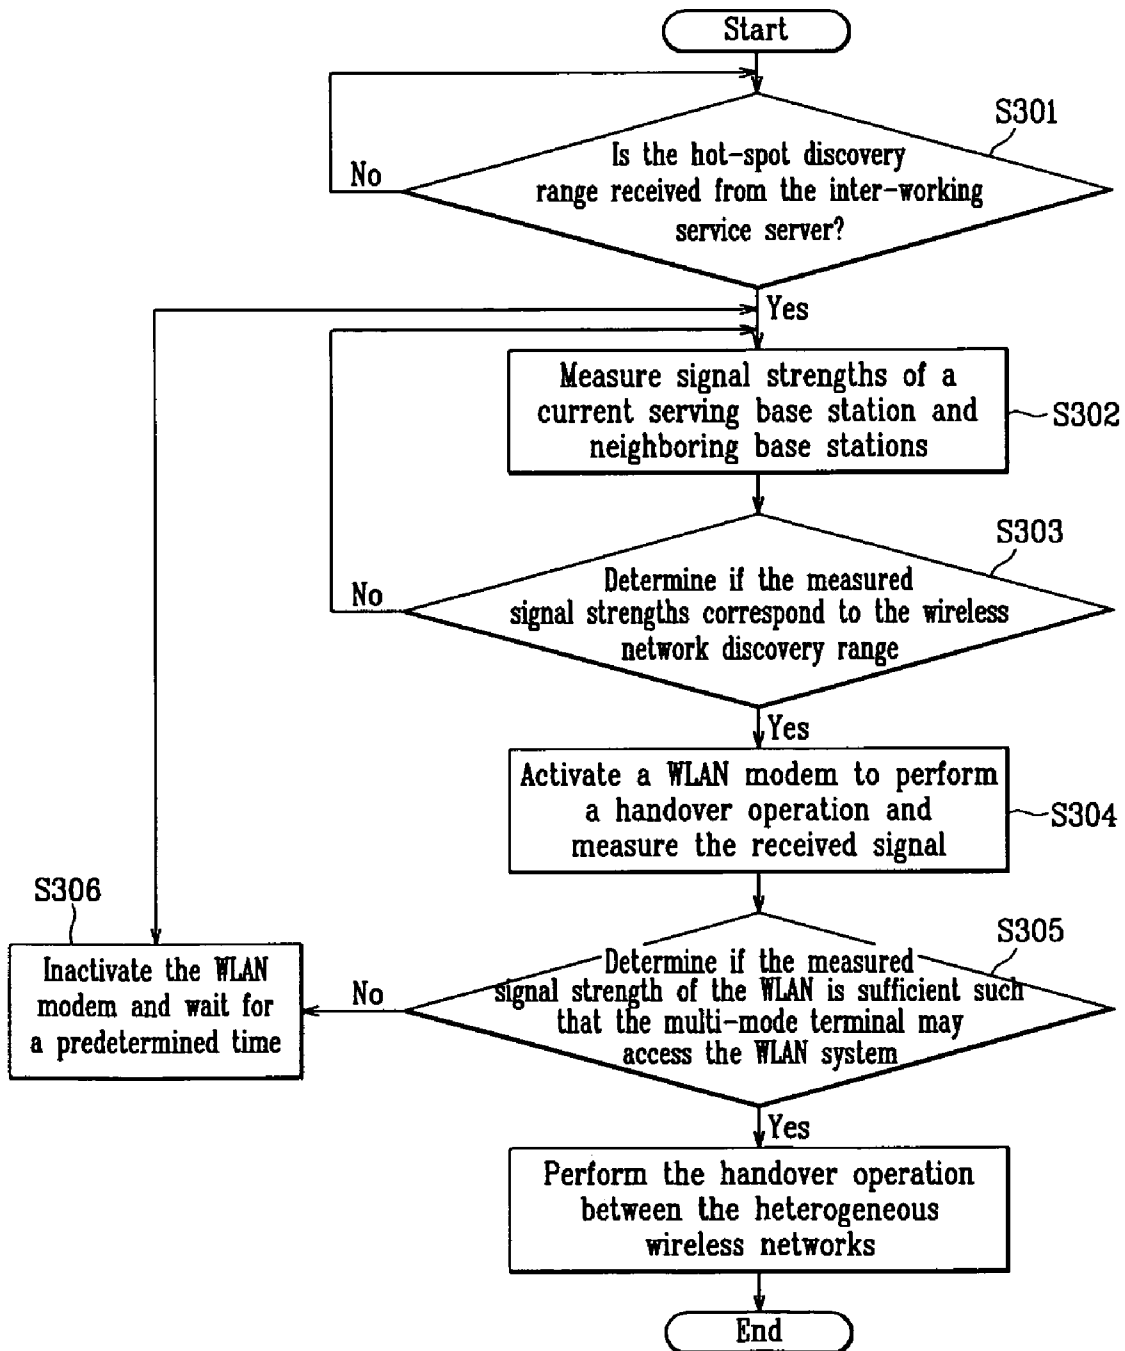 Start
S301
Is the hot-spot discovery
range received from the inter-working
service server?
No
Yes
Measure signal strengths of a
current serving base station and
neighboring base stations
S302
S303
Determine if the measured
signal strengths correspond to the wireless
network discovery range
No
Yes
Activate a WLAN modem to perform
a handover operation and
measure the received signal
S304
S305
Determine if the measured
signal strength of the WLAN is sufficient such
that the multi-mode terminal may
access the WLAN system
No
S306
Inactivate the WLAN
modem and wait for
a predetermined time
Yes
Perform the handover operation
between the heterogeneous
wireless networks
End